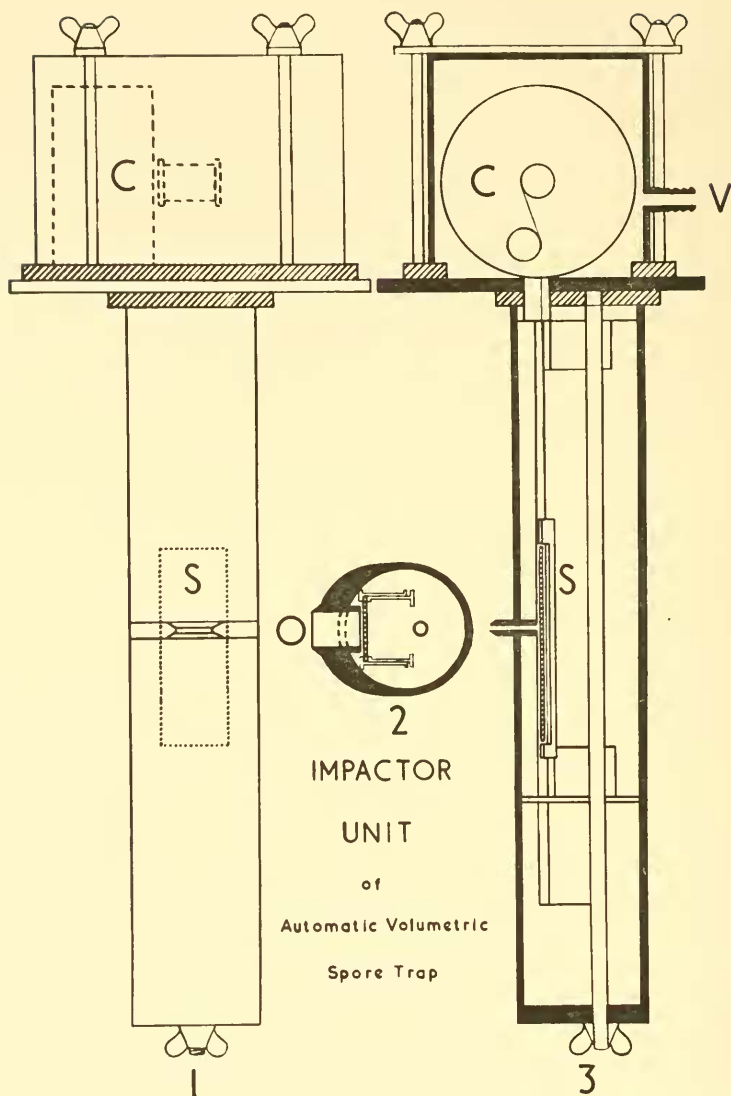 C
C
V
S
S
2
IMPACTOR
UNIT
of
Automatic Volumetric
Spore Trap
1
3